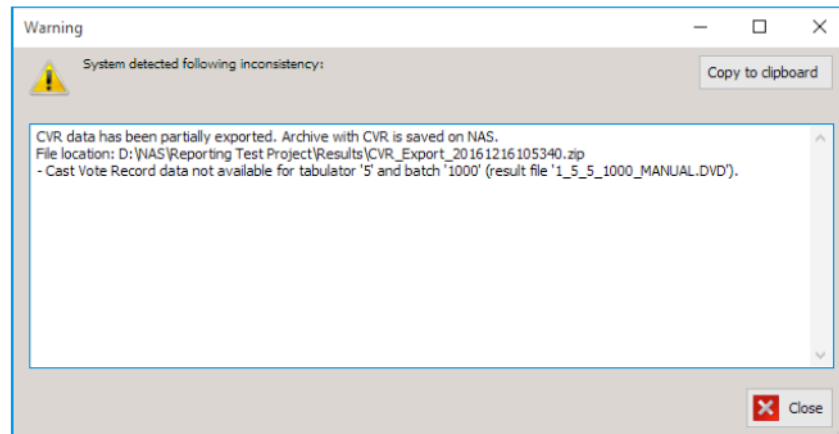 Warning
System detected following inconsistency:
Copy to clipboard
CVR data has been partially exported. Archive with CVR is saved on NAS.
File location: D:\NAS\Reporting Test Project\Results\CVR_Export_20161216105340.zip
- Cast Vote Record data not available for tabulator '5' and batch '1000' (result file '1_5_5_1000_MANUAL.DVD').
Close